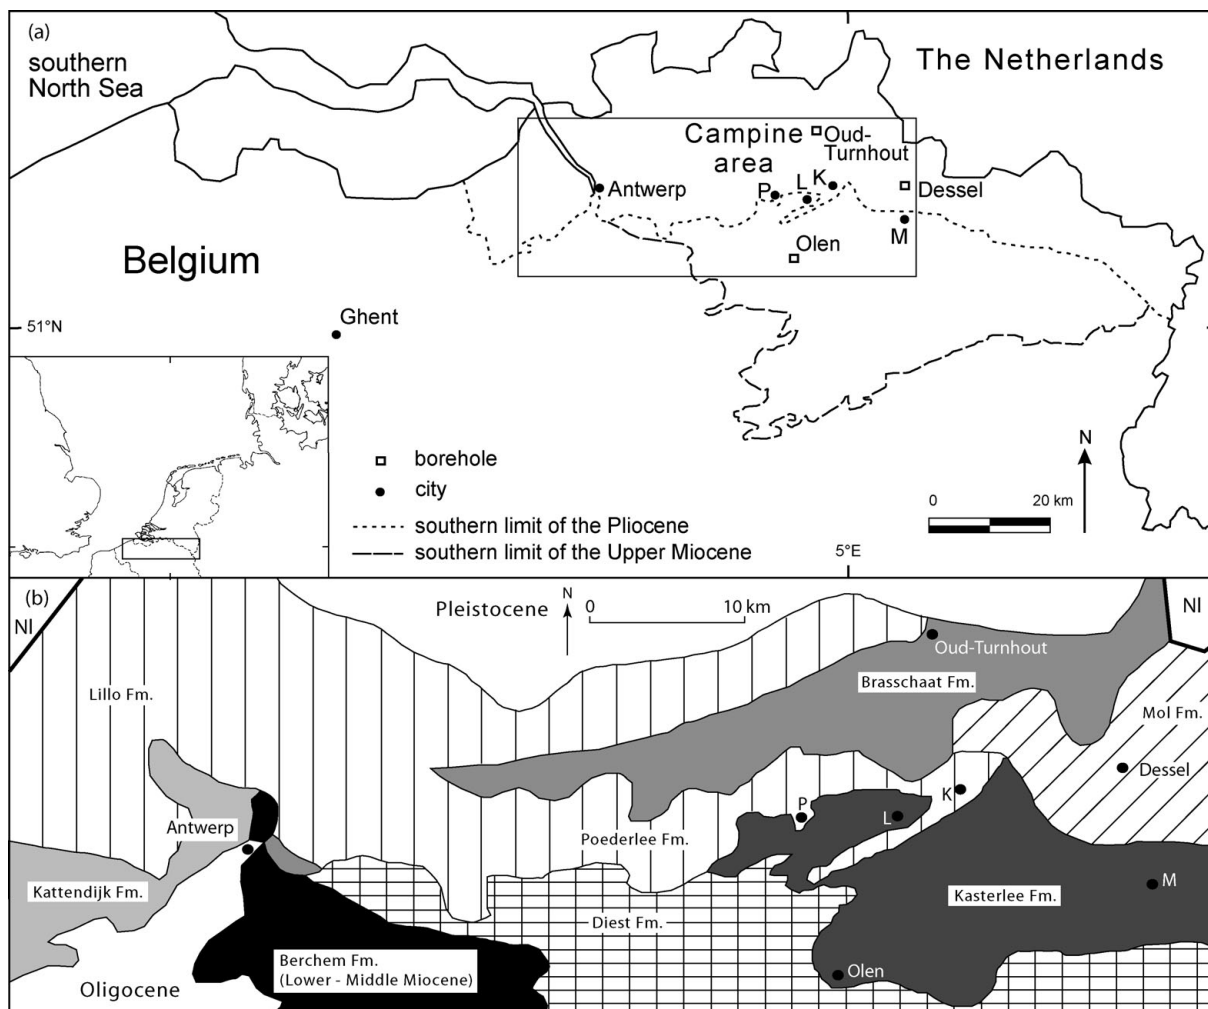 (a)
southern
North Sea
The Netherlands
Campine
area
Oud-
Turnhout
P
L
K
Antwerp
Dessel
M
Olen
Belgium
Ghent
51°N
borehole
city
southern limit of the Pliocene
southern limit of the Upper Miocene
N
0 20 km
5°E
(b)
Nl
Pleistocene
N
0 10 km
Nl
Oud-Turnhout
Brasschaat Fm.
Lillo Fm.
Mol Fm.
Dessel
K
P
L
Antwerp
Poederlee Fm.
Kattendijk Fm.
M
Kasterlee Fm.
Diest Fm.
Berchem Fm.
(Lower - Middle Miocene)
Olen
Oligocene